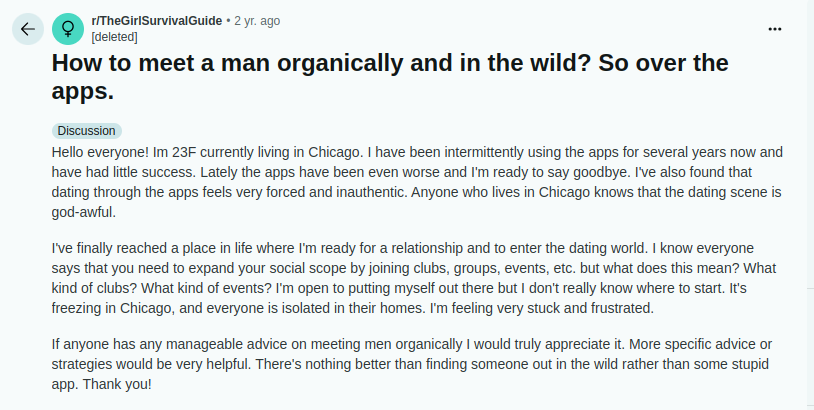 r/TheGirlSurvivalGuide • 2 yr. ago
[deleted]
How to meet a man organically and in the wild? So over the
apps.
Discussion
Hello everyone! Im 23F currently living in Chicago. I have been intermittently using the apps for several years now and
have had little success. Lately the apps have been even worse and I'm ready to say goodbye. I've also found that
dating through the apps feels very forced and inauthentic. Anyone who lives in Chicago knows that the dating scene is
god-awful.
I've finally reached a place in life where I'm ready for a relationship and to enter the dating world. I know everyone
says that you need to expand your social scope by joining clubs, groups, events, etc. but what does this mean? What
kind of clubs? What kind of events? I'm open to putting myself out there but I don't really know where to start. It's
freezing in Chicago, and everyone is isolated in their homes. I'm feeling very stuck and frustrated.
If anyone has any manageable advice on meeting men organically I would truly appreciate it. More specific advice or
strategies would be very helpful. There's nothing better than finding someone out in the wild rather than some stupid
app. Thank you!